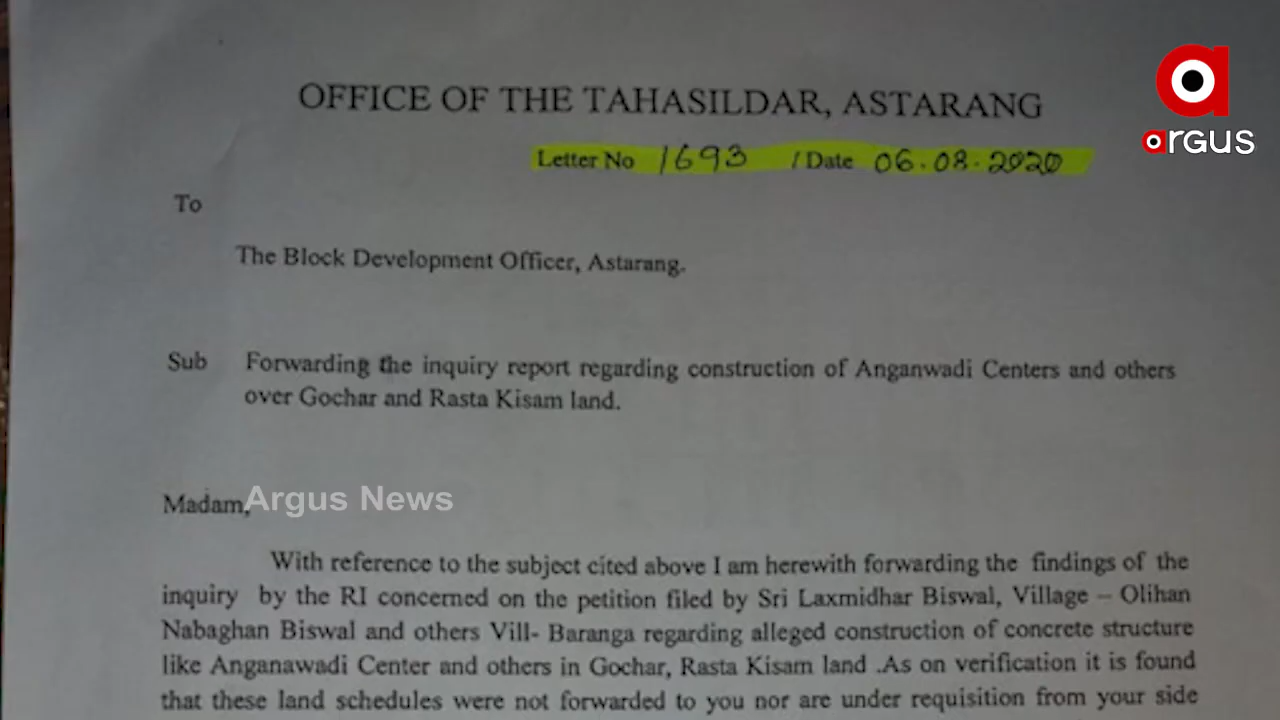 OFFICE OF THE TAHASILDAR, ASTARANG
argus
Letter No 1693 / Date 06.08.2020
To
The Block Development Officer, Astarang.
Sub Forwarding the inquiry report regarding construction of Anganwadi Centers and others
over Gochar and Rasta Kisam land.
Madam,
Argus News
With reference to the subject cited above I am herewith forwarding the findings of the
inquiry by the RI concerned on the petition filed by Sri Laxmidhar Biswal, Village – Olihan
Nabaghan Biswal and others Vill- Baranga regarding alleged construction of concrete structure
like Anganawadi Center and others in Gochar, Rasta Kisam land .As on verification it is found
that these land schedules were not forwarded to you nor are under requisition from your side